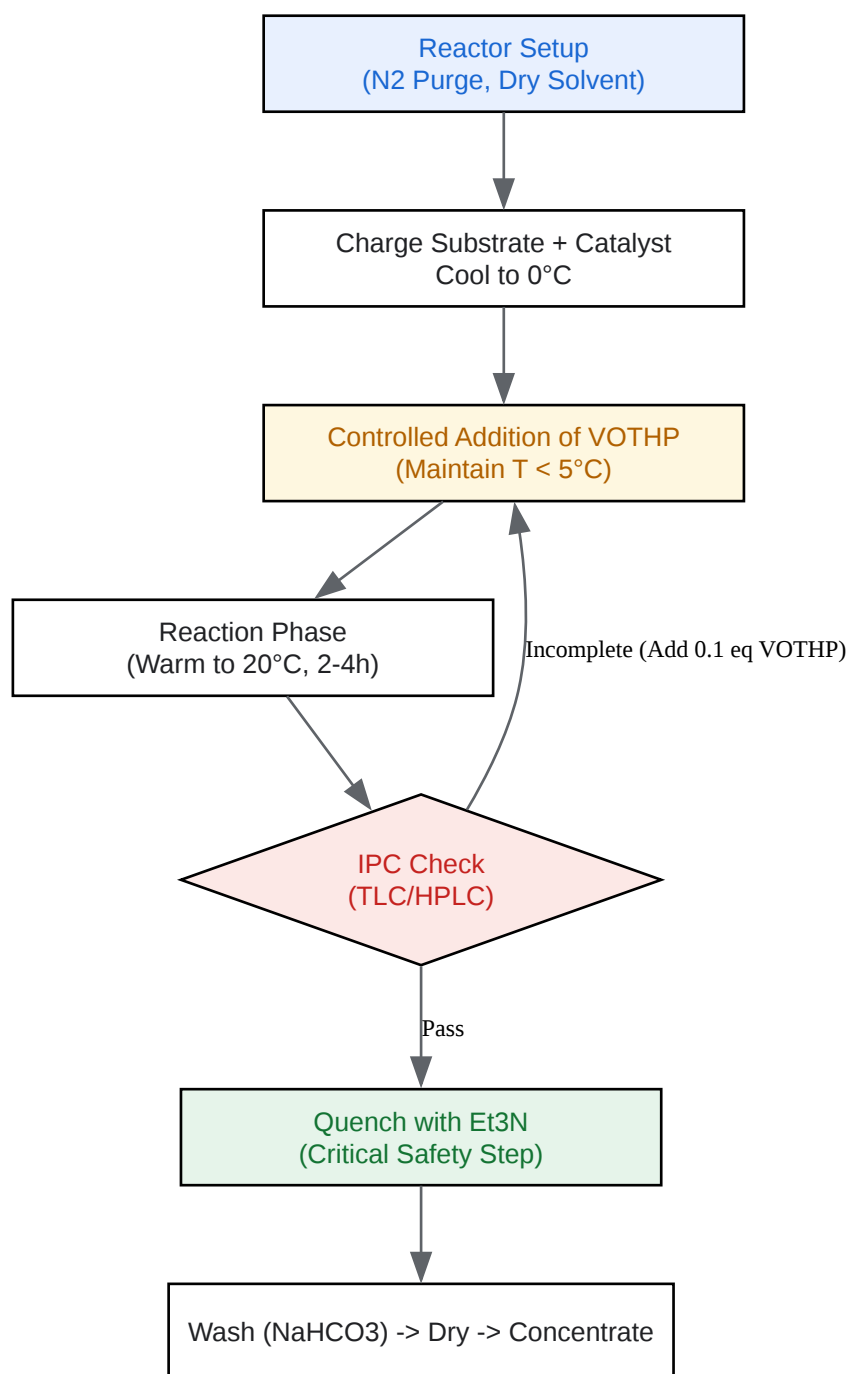 Reactor Setup
(N2 Purge, Dry Solvent)
Charge Substrate + Catalyst
Cool to 0°C
Controlled Addition of VOTHP
(Maintain T < 5°C)
Reaction Phase
(Warm to 20°C, 2-4h)
Incomplete (Add 0.1 eq VOTHP)
IPC Check
(TLC/HPLC)
Pass
Quench with Et3N
(Critical Safety Step)
Wash (NaHCO3) -> Dry -> Concentrate